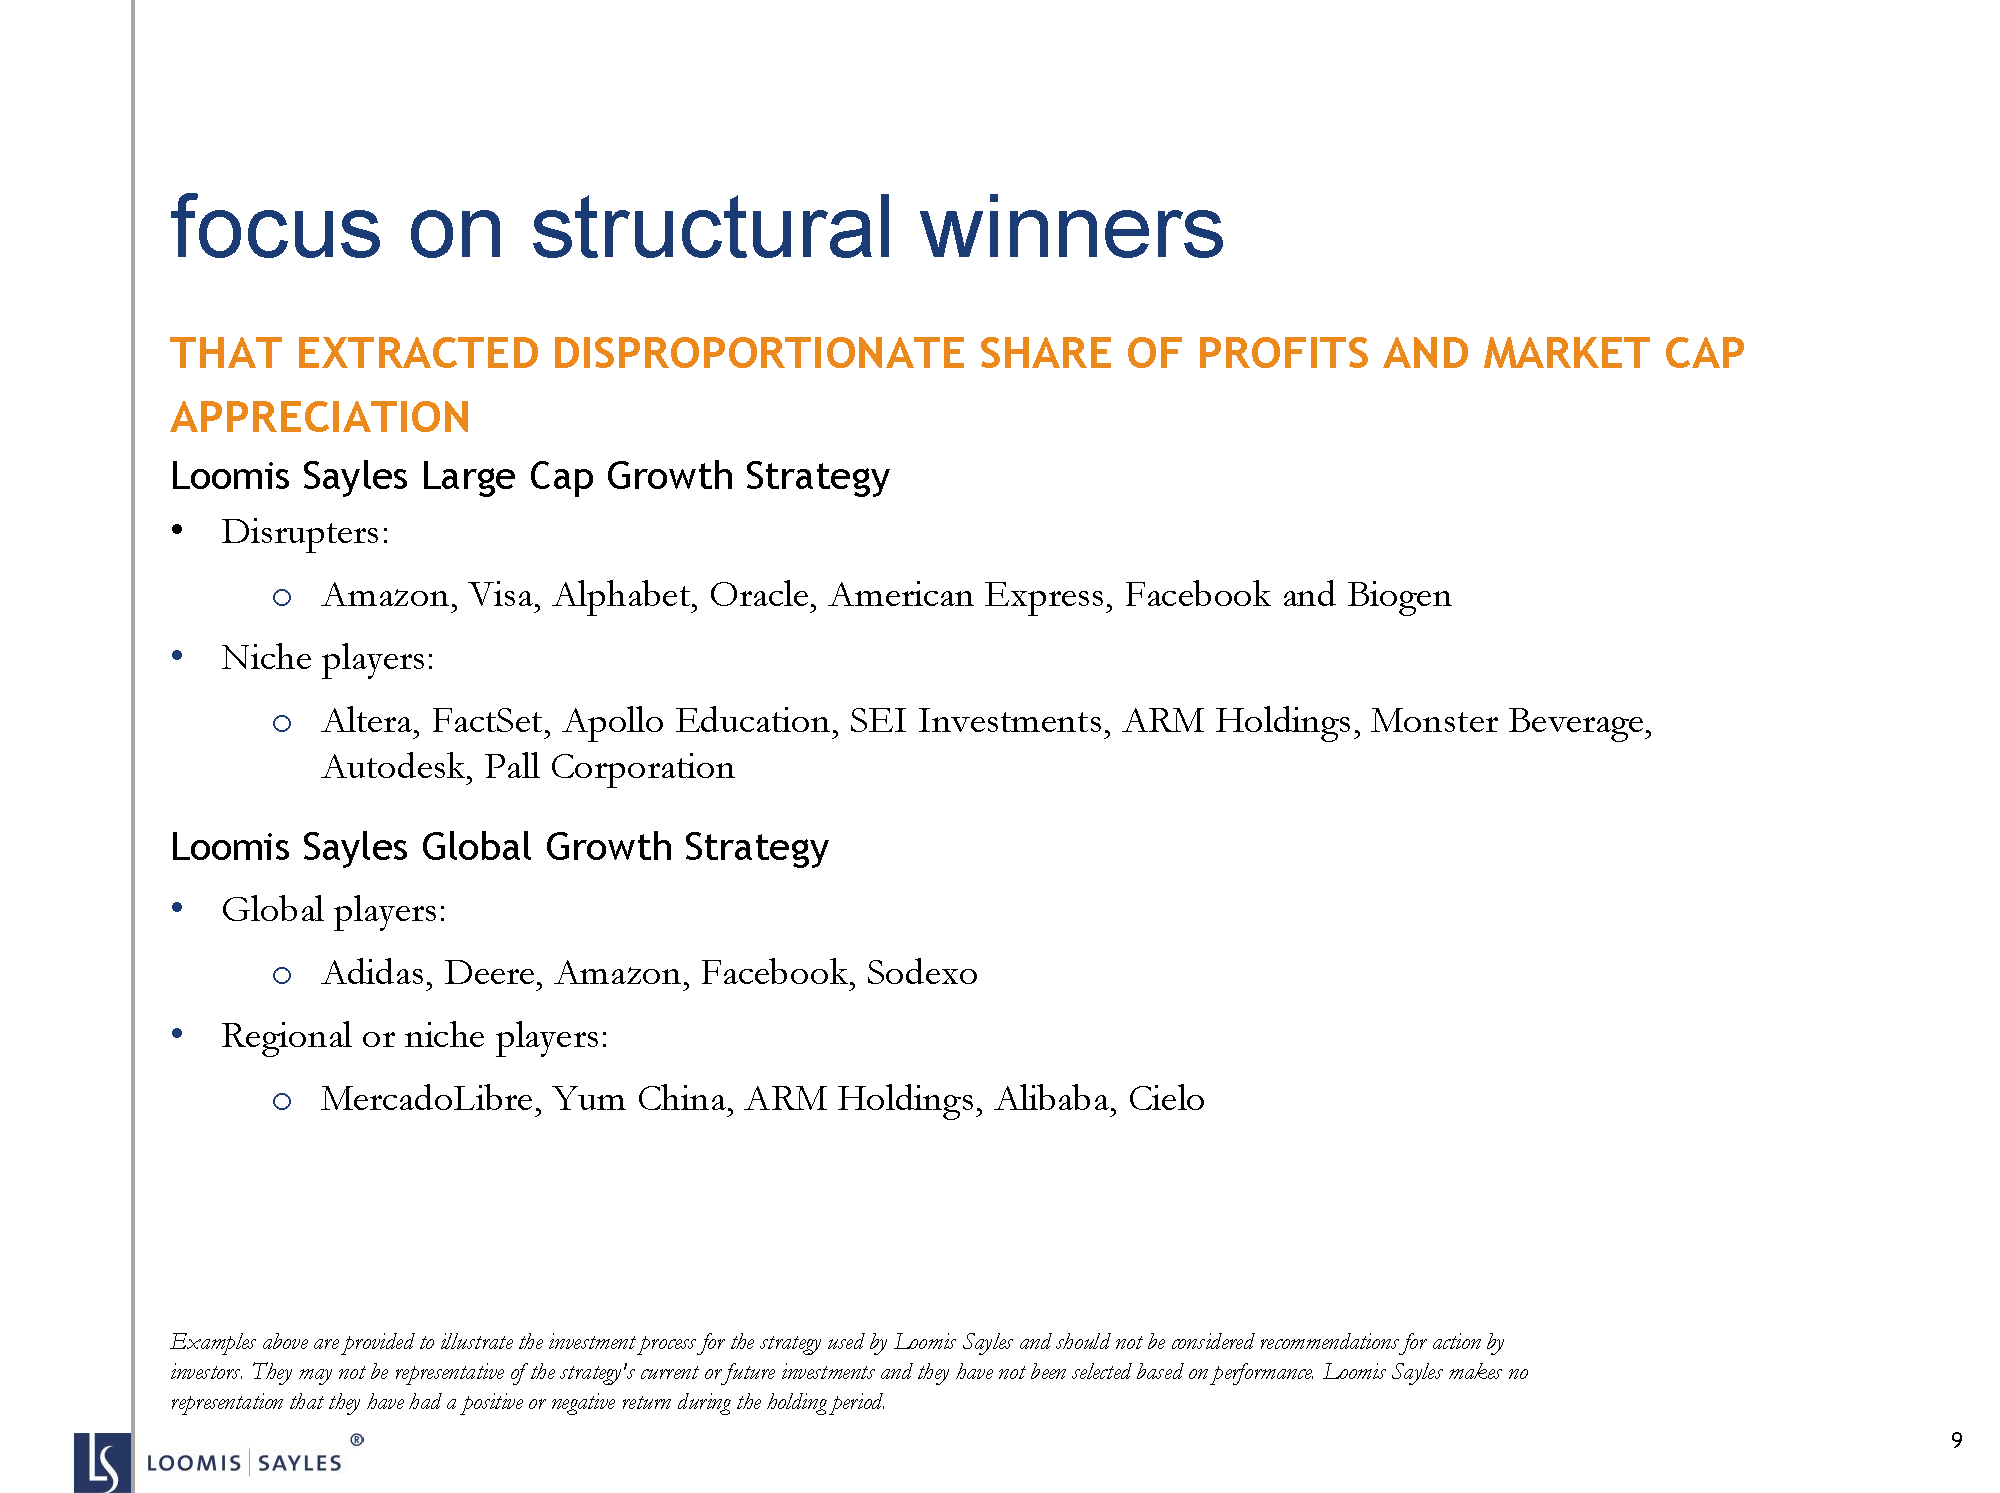 focus on structural winners
THAT EXTRACTED DISPROPORTIONATE SHARE OF PROFITS AND MARKET CAP
APPRECIATION
Loomis Sayles Large Cap Growth Strategy
• Disrupters:
o Amazon, Visa, Alphabet, Oracle, American Express, Facebook and Biogen
• Niche players:
o Altera, FactSet, Apollo Education, SEI Investments, ARM Holdings, Monster Beverage,
Autodesk, Pall Corporation
Loomis Sayles Global Growth Strategy
• Global players:
o Adidas, Deere, Amazon, Facebook, Sodexo
• Regional or niche players:
o MercadoLibre, Yum China, ARM Holdings, Alibaba, Cielo
Examples above are provided to illustrate the investment process for the strategy used by Loomis Sayles and should not be considered recommendations for action by
investors. They may not be representative of the strategy's current or future investments and they have not been selected based on performance. Loomis Sayles makes no
representation that they have had a positive or negative return during the holding period.
LS LOOMIS | SAYLES ®
9